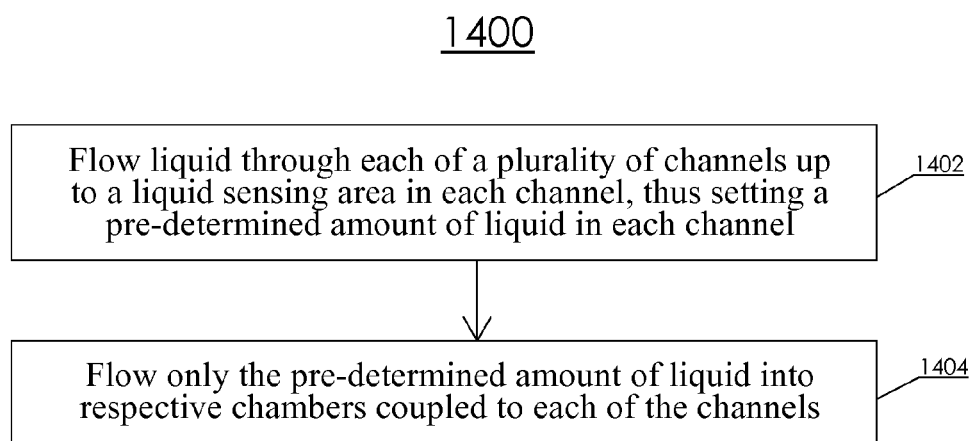 1400
Flow liquid through each of a plurality of channels up
to a liquid sensing area in each channel, thus setting a
pre-determined amount of liquid in each channel
1402
Flow only the pre-determined amount of liquid into
respective chambers coupled to each of the channels
1404